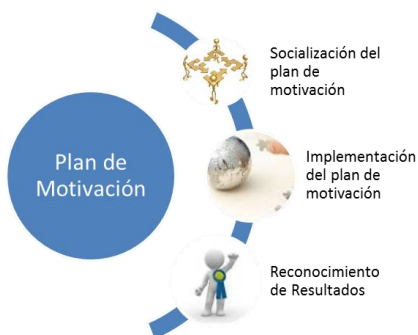 Plan de
Motivación
Socialización del
plan de
motivación
Implementación
del plan de
motivación
Reconocimiento
de Resultados